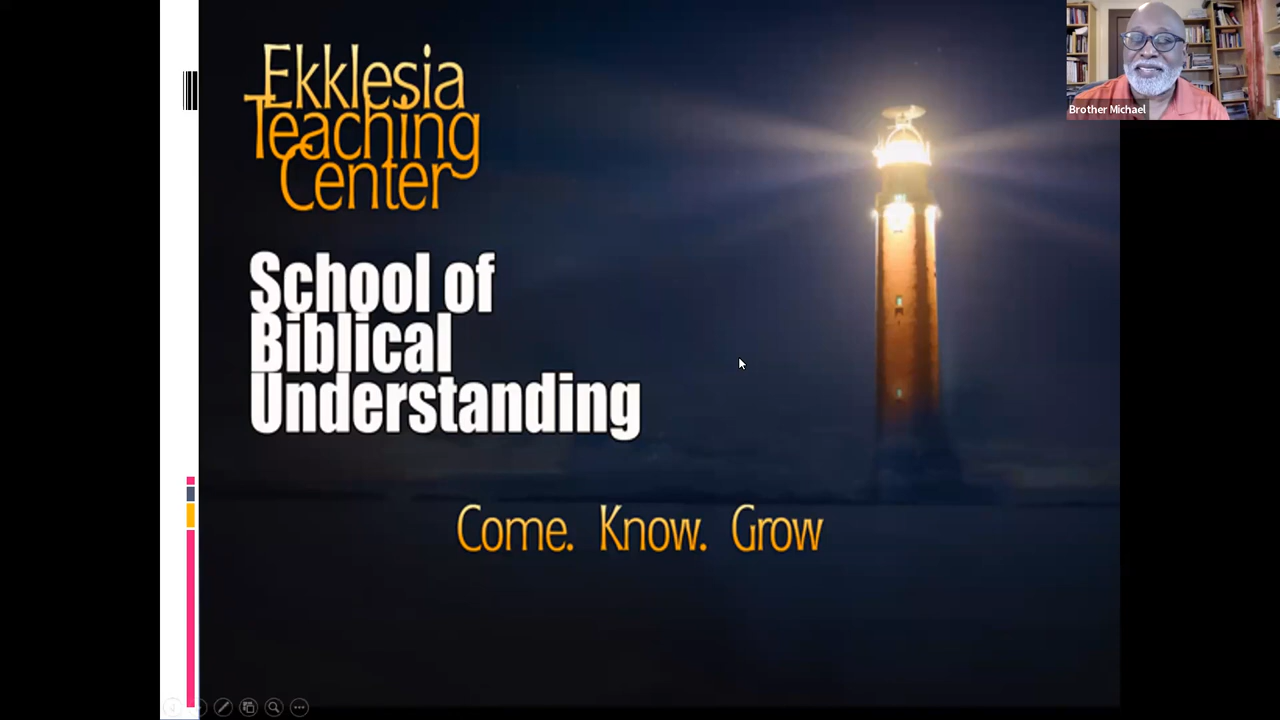 Ekklesia
Teaching
Center
Brother Michael
School of
Biblical
Understanding
Come. Know. Grow